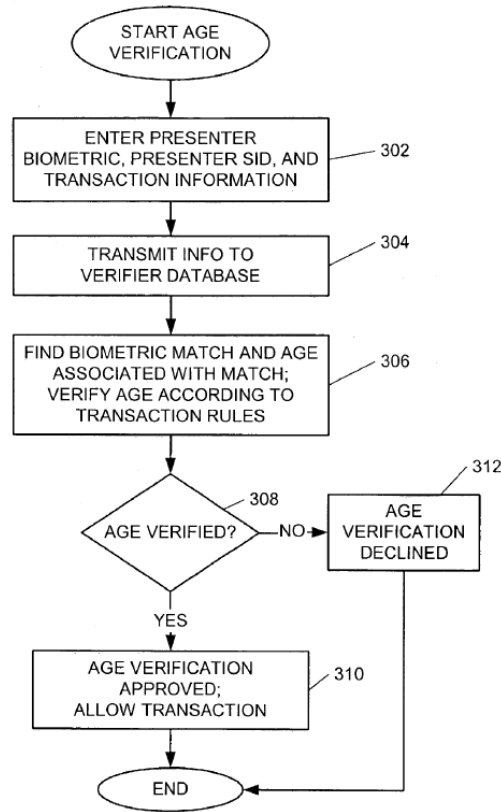 START AGE
VERIFICATION
ENTER PRESENTER
BIOMETRIC, PRESENTER SID, AND
TRANSACTION INFORMATION
302
TRANSMIT INFO TO
VERIFIER DATABASE
304
FIND BIOMETRIC MATCH AND AGE
ASSOCIATED WITH MATCH;
VERIFY AGE ACCORDING TO
TRANSACTION RULES
306
AGE VERIFIED?
308
NO
312
AGE
VERIFICATION
DECLINED
YES
AGE VERIFICATION
APPROVED;
ALLOW TRANSACTION
310
END